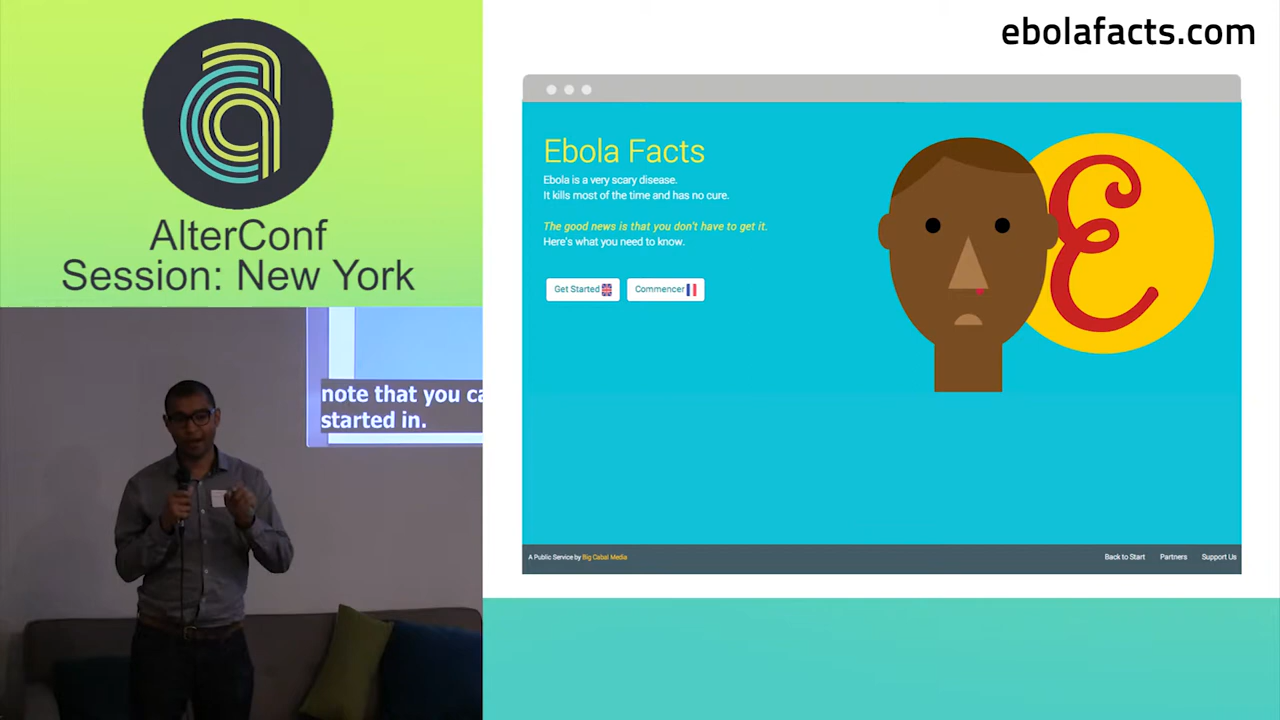 AlterConf
Session: New York
note that you ca
started in.
ebolafacts.com
Ebola Facts
Ebola is a very scary disease.
It kills most of the time and has no cure.
The good news is that you don't have to get it.
Here's what you need to know.
Get Started
Commencer
E
A Public Service by Big Cabal Media
Back to Start Partners Support Us